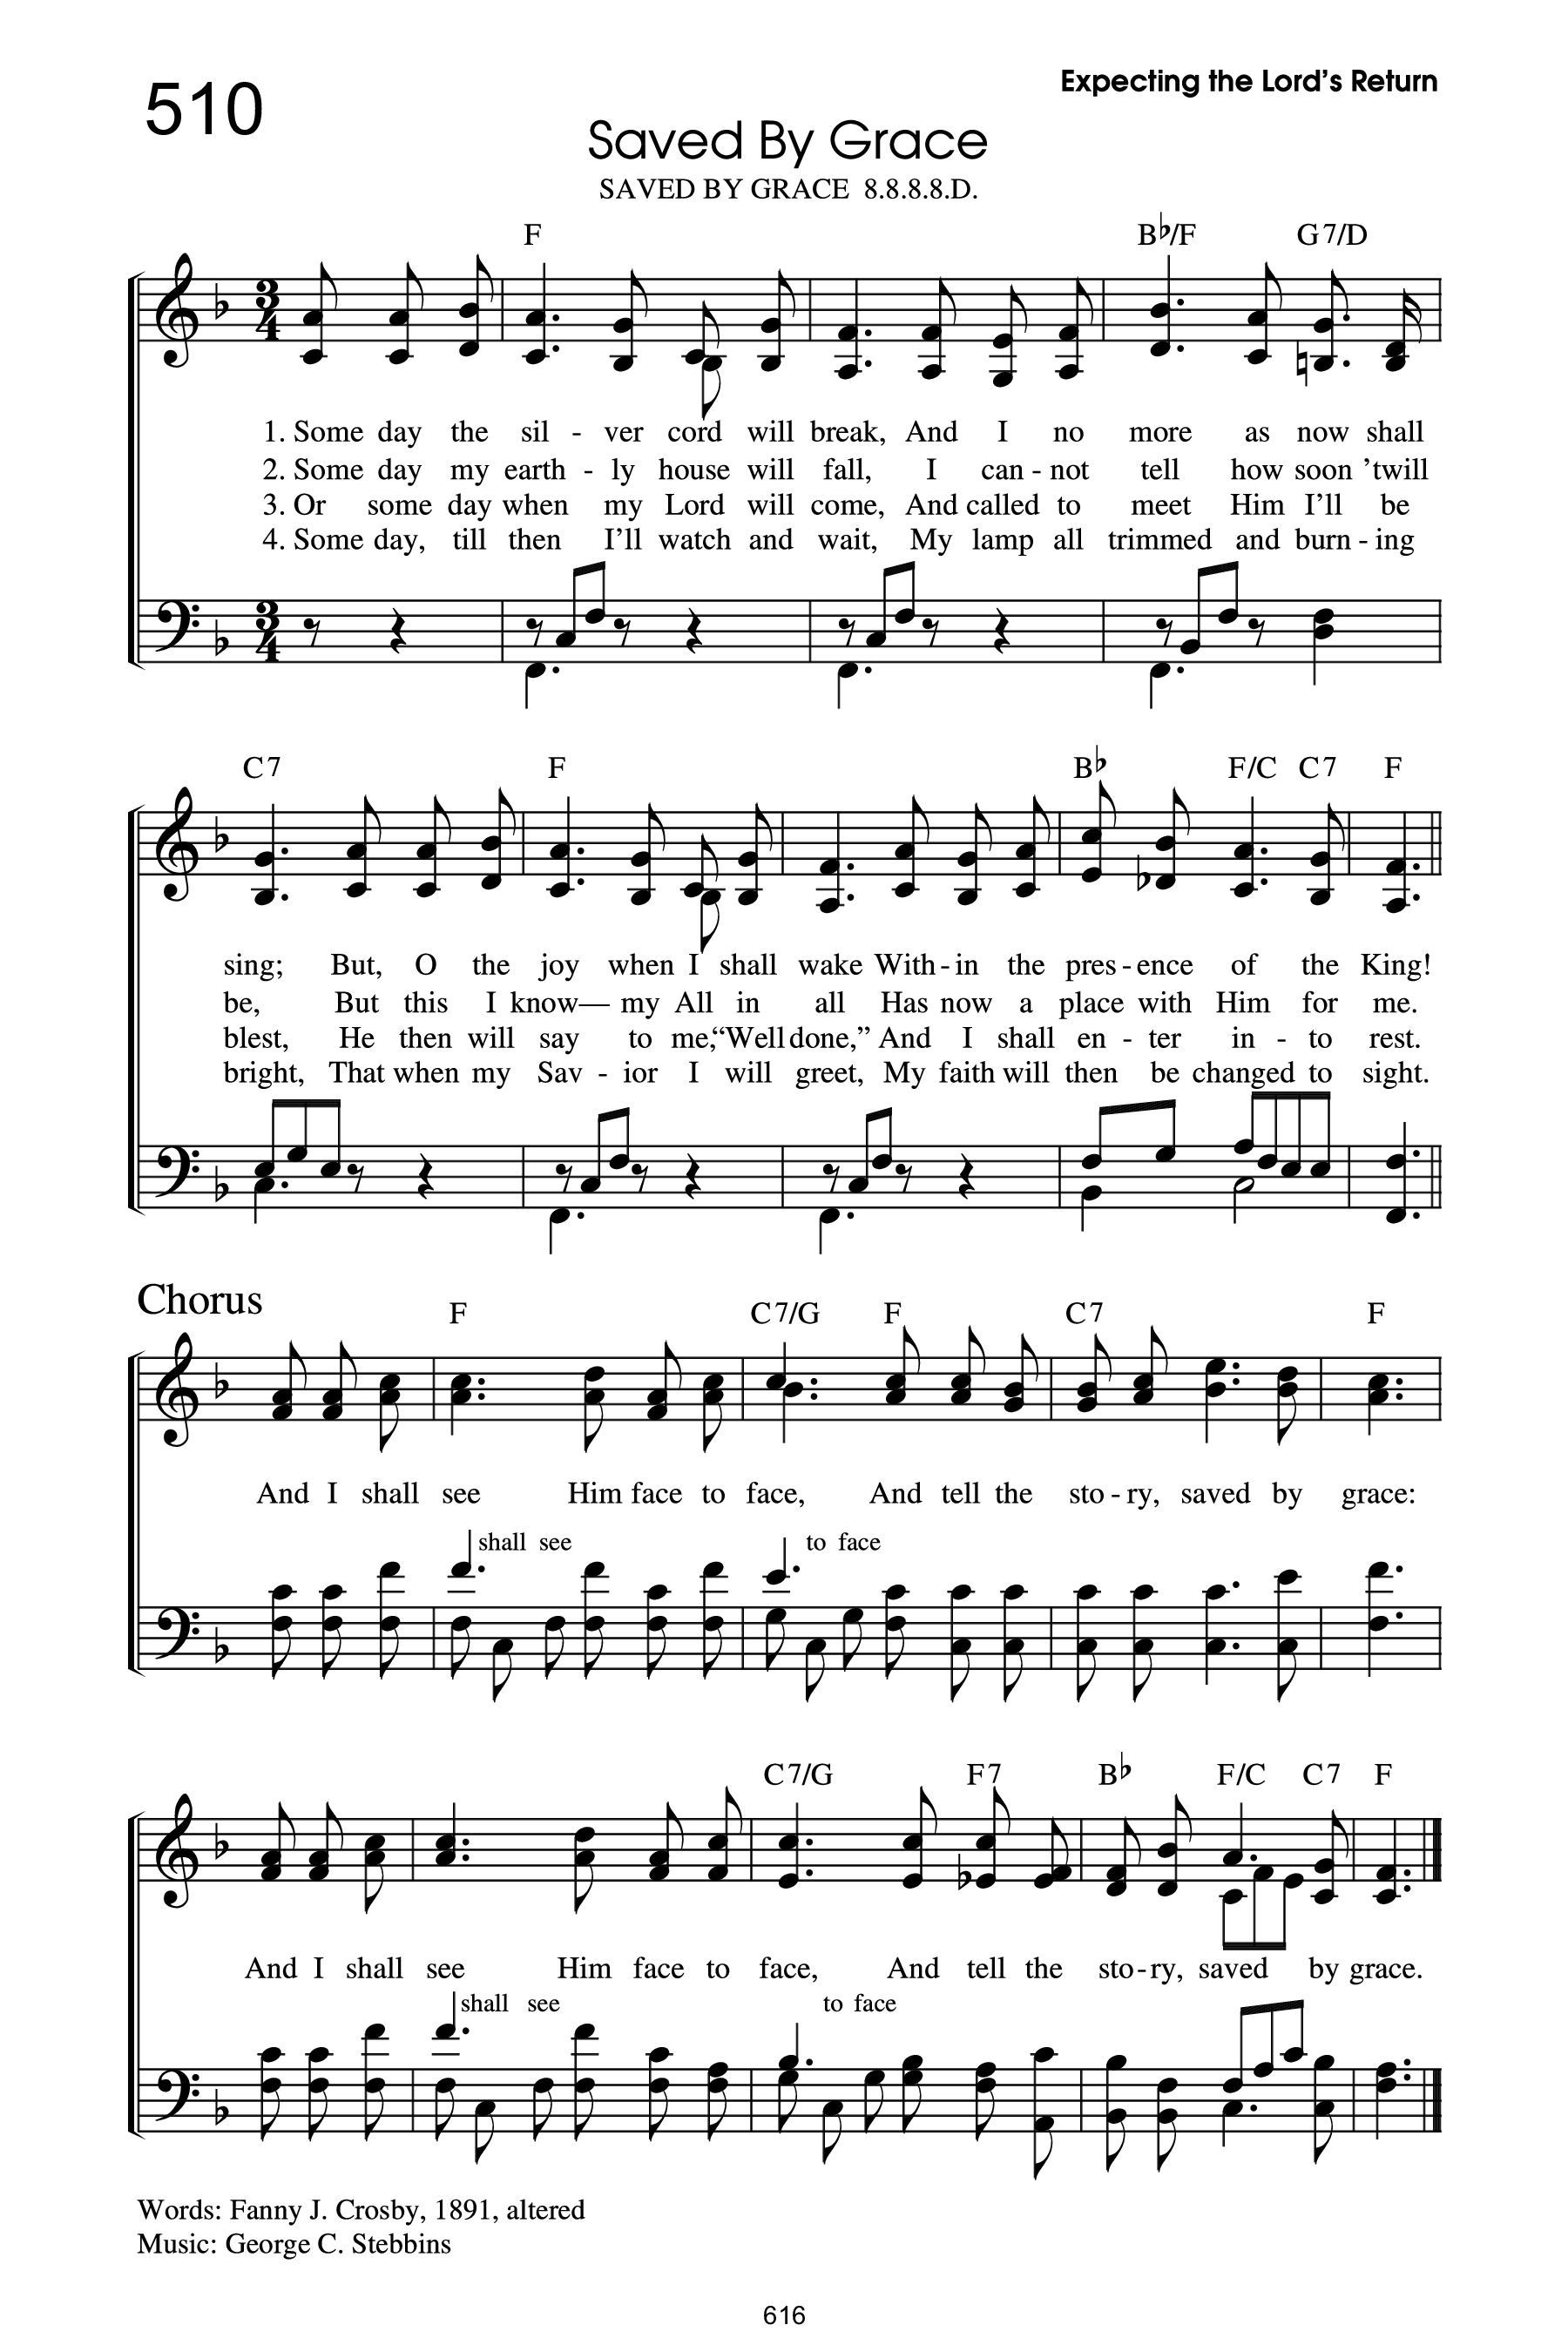 510
Expecting the Lord’s Return
Saved By Grace
SAVED BY GRACE 8.8.8.8.D.
F B♭/F G7/D
1. Some day the sil - ver cord will break, And I no more as now shall
2. Some day my earth - ly house will fall, I can - not tell how soon ’twill
3. Or some day when my Lord will come, And called to meet Him I’ll be
4. Some day, till then I’ll watch and wait, My lamp all trimmed and burn - ing
C7 F B♭ F/C C7 F
sing; But, O the joy when I shall wake With - in the pres - ence of the King!
be, But this I know— my All in all Has now a place with Him for me.
blest, He then will say to me, “Well done,” And I shall en - ter in - to rest.
bright, That when my Sav - ior I will greet, My faith will then be changed to sight.
Chorus
F C7/G F C7 F
And I shall see Him face to face, And tell the sto - ry, saved by grace:
shall see to face
C7/G F7 B♭ F/C C7 F
And I shall see Him face to face, And tell the sto - ry, saved by grace.
shall see to face
Words: Fanny J. Crosby, 1891, altered
Music: George C. Stebbins
616